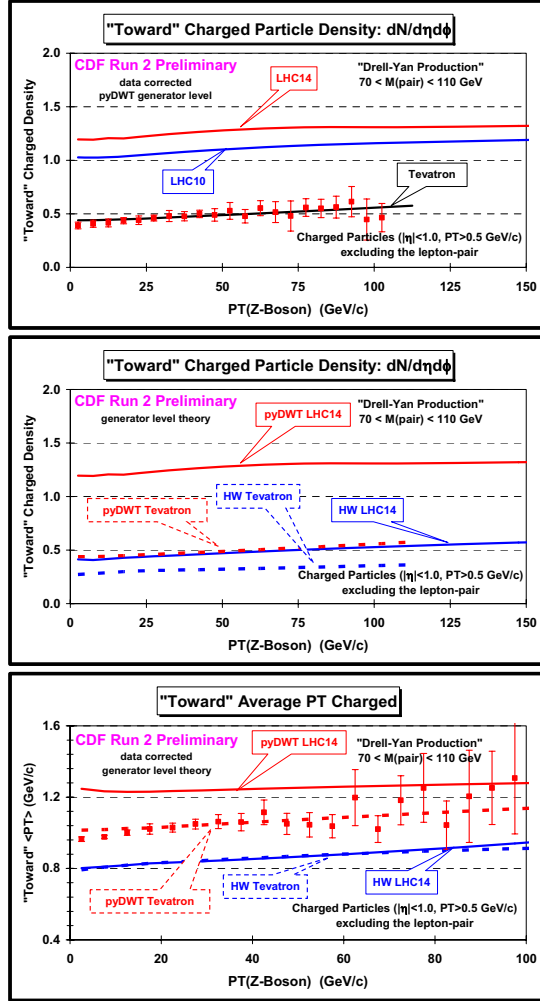 "Toward" Charged Particle Density: dN/dηdϕ
CDF Run 2 Preliminary
data corrected
pyDWT generator level
"Drell-Yan Production"
70 < M(pair) < 110 GeV
LHC14
LHC10
Tevatron
Charged Particles (|η|<1.0, PT>0.5 GeV/c)
excluding the lepton-pair
"Toward" Charged Density
2.0
1.5
1.0
0.5
0.0
0 25 50 75 100 125 150
PT(Z-Boson) (GeV/c)
"Toward" Charged Particle Density: dN/dηdϕ
CDF Run 2 Preliminary
generator level theory
"Drell-Yan Production"
70 < M(pair) < 110 GeV
pyDWT LHC14
pyDWT Tevatron
HW Tevatron
HW LHC14
Charged Particles (|η|<1.0, PT>0.5 GeV/c)
excluding the lepton-pair
"Toward" Charged Density
2.0
1.5
1.0
0.5
0.0
0 25 50 75 100 125 150
PT(Z-Boson) (GeV/c)
"Toward" Average PT Charged
CDF Run 2 Preliminary
data corrected
generator level theory
pyDWT LHC14
"Drell-Yan Production"
70 < M(pair) < 110 GeV
pyDWT Tevatron
HW Tevatron
HW LHC14
Charged Particles (|η|<1.0, PT>0.5 GeV/c)
excluding the lepton-pair
"Toward" <PT> (GeV/c)
1.6
1.2
0.8
0.4
0 20 40 60 80 100
PT(Z-Boson) (GeV/c)